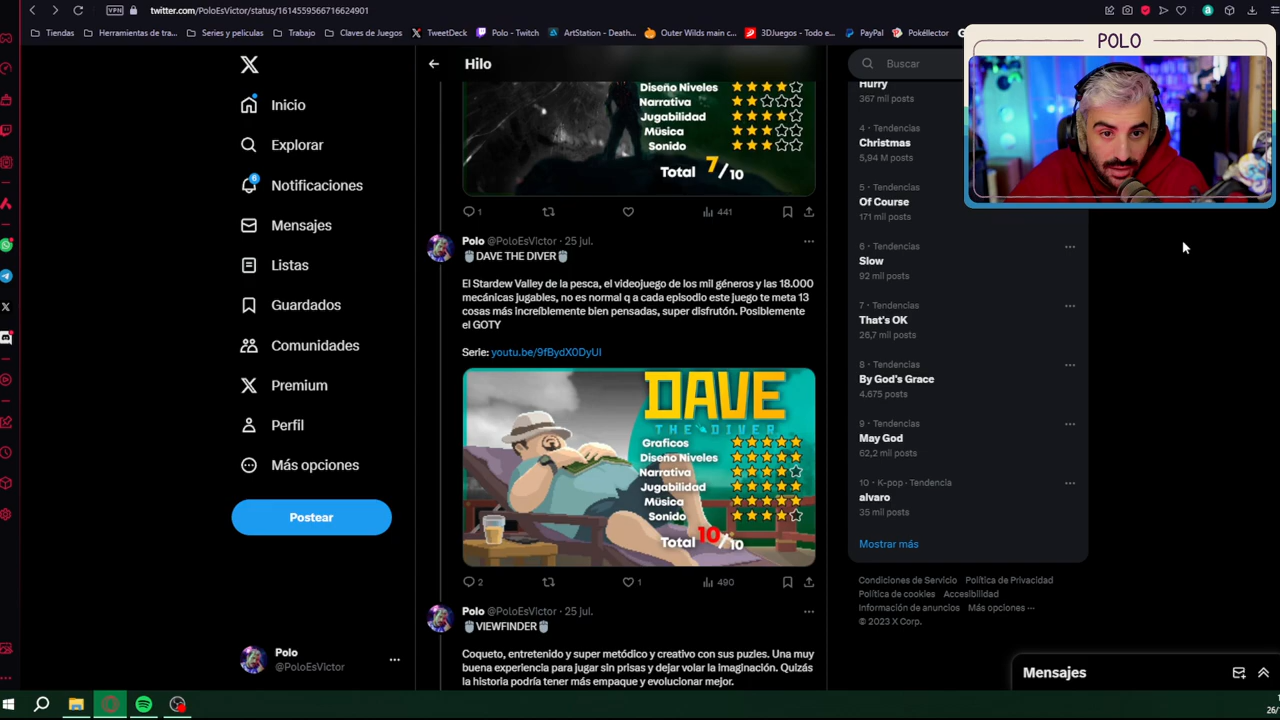 twitter.com/PoloEsVictor/status/1614559566716624901
VPN
Tiendas
Herramientas de tra...
Series y peliculas
Trabajo
Claves de Juegos
TweetDeck
Polo - Twitch
ArtStation - Death...
Outer Wilds main c...
3DJuegos - Todo e...
PayPal
Pokéllector
POLO
Inicio
Explorar
6
Notificaciones
Mensajes
Listas
Guardados
Comunidades
Premium
Perfil
Más opciones
Postear
Polo
@PoloEsVictor
Hilo
Diseño Niveles
Narrativa
Jugabilidad
Müsica
Sonido
Total 7/10
1
441
Polo @PoloEsVictor · 25 jul.
DAVE THE DIVER
El Stardew Valley de la pesca, el videojuego de los mil géneros y las 18.000
mecánicas jugables, no es normal q a cada episodio este juego te meta 13
cosas más increíblemente bien pensadas, super disfrutón. Posiblemente
el GOTY
Serie: youtu.be/9fBydX0DyUI
DAVE
THE DIVER
Graficos
Diseño Niveles
Narrativa
Jugabilidad
Müsica
Sonido
Total 10/10
2
1
490
Polo @PoloEsVictor · 25 jul.
VIEWFINDER
Coqueto, entretenido y super metódico y creativo con sus puzles. Una muy
buena experiencia para jugar sin prisas y dejar volar la imaginación. Quizás
la historia podría tener más empaque y evolucionar mejor.
Buscar
Hurry
367 mil posts
4 · Tendencias
Christmas
5,94 M posts
5 · Tendencias
Of Course
171 mil posts
6 · Tendencias
Slow
92 mil posts
7 · Tendencias
That's OK
26,7 mil posts
8 · Tendencias
By God's Grace
4.675 posts
9 · Tendencias
May God
62,2 mil posts
10 · K-pop · Tendencia
alvaro
35 mil posts
Mostrar más
Condiciones de Servicio Política de Privacidad
Política de cookies Accesibilidad
Información de anuncios Más opciones ···
© 2023 X Corp.
Mensajes
26/